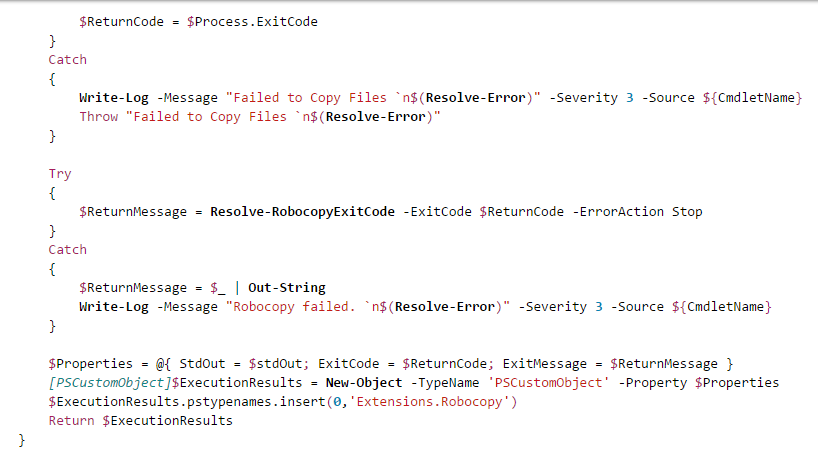 $ReturnCode = $Process.ExitCode
}
Catch
{
Write-Log -Message "Failed to Copy Files `n$(Resolve-Error)" -Severity 3 -Source ${CmdletName}
Throw "Failed to Copy Files `n$(Resolve-Error)"
}
Try
{
$ReturnMessage = Resolve-RobocopyExitCode -ExitCode $ReturnCode -ErrorAction Stop
}
Catch
{
$ReturnMessage = $_ | Out-String
Write-Log -Message "Robocopy failed. `n$(Resolve-Error)" -Severity 3 -Source ${CmdletName}
}
$Properties = @{ StdOut = $stdOut; ExitCode = $ReturnCode; ExitMessage = $ReturnMessage }
[PSCustomObject]$ExecutionResults = New-Object -TypeName 'PSCustomObject' -Property $Properties
$ExecutionResults.pstypenames.insert(0,'Extensions.Robocopy')
Return $ExecutionResults
}